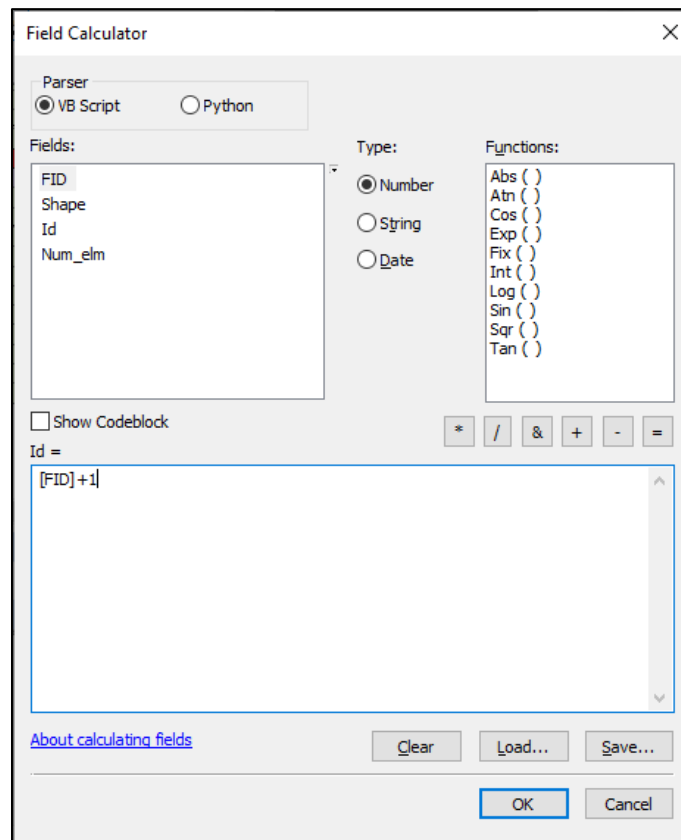 Field Calculator
Parser
VB Script
Python
Fields:
FID
Shape
Id
Num_elm
Type:
Number
String
Date
Functions:
Abs ( )
Atn ( )
Cos ( )
Exp ( )
Fix ( )
Int ( )
Log ( )
Sin ( )
Sqr ( )
Tan ( )
Show Codeblock
* / & + - =
Id =
[FID]+1
About calculating fields
Clear
Load...
Save...
OK
Cancel